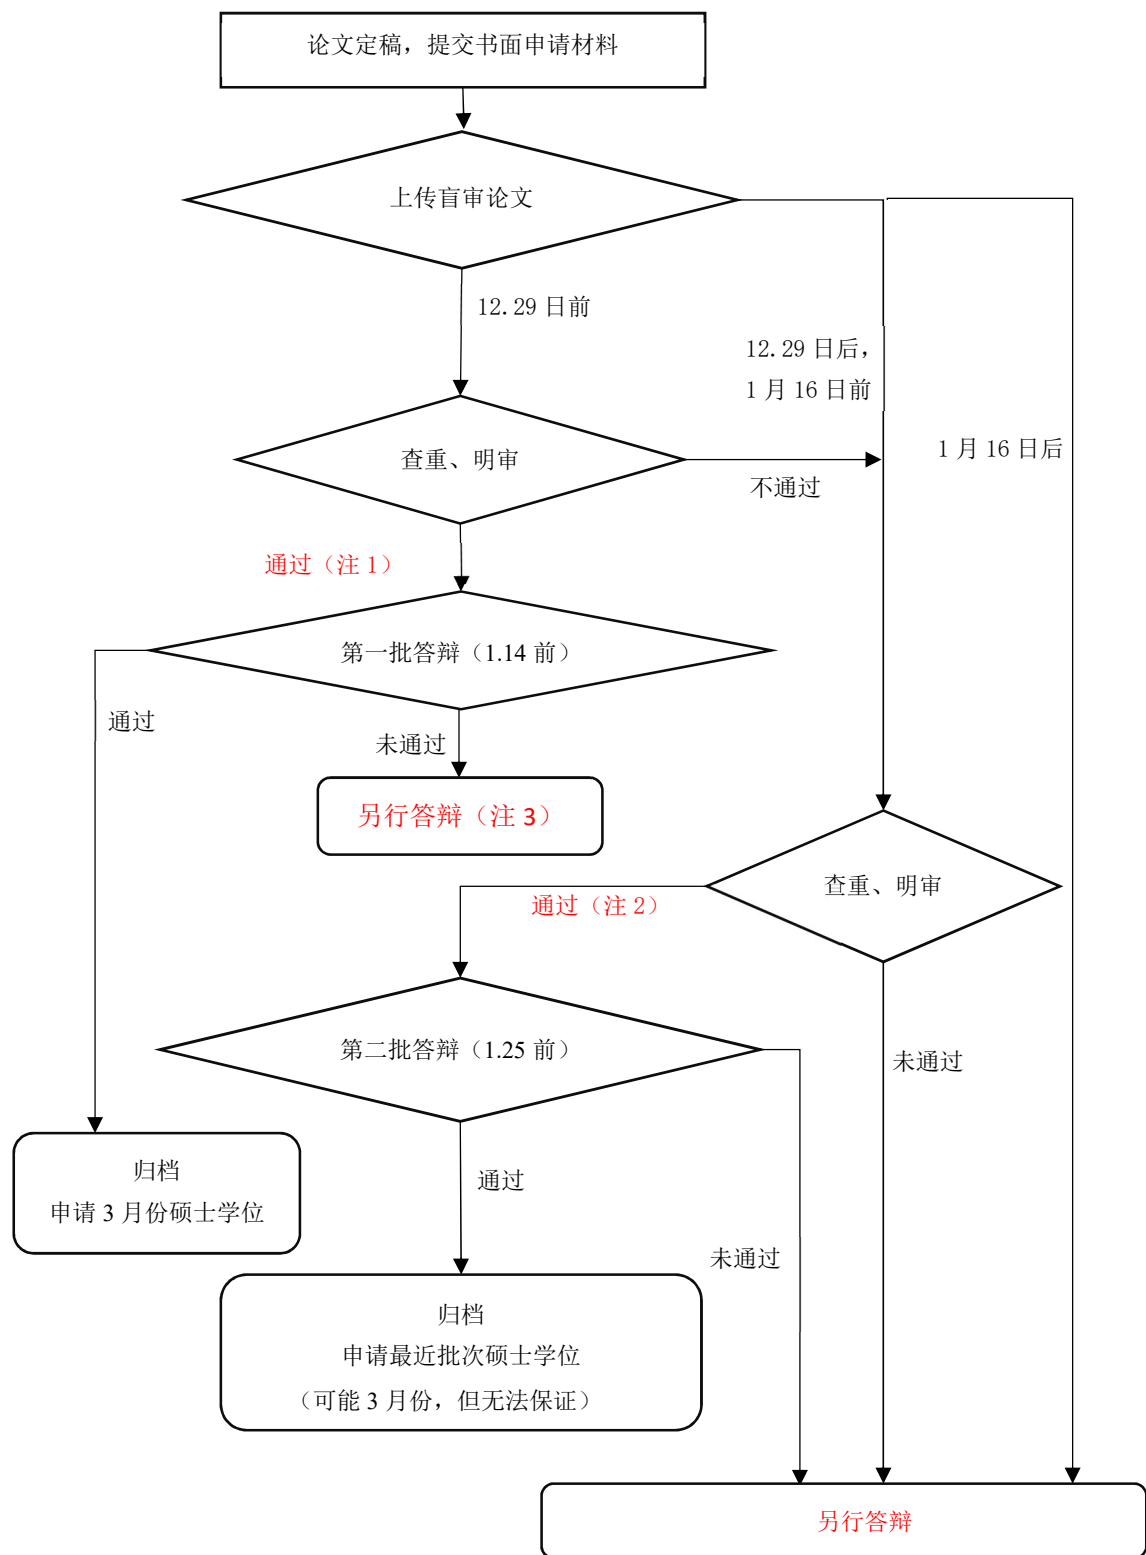 论文定稿，提交书面申请材料
上传盲审论文
12.29 日前
12.29 日后，
1 月 16 日前
1 月 16 日后
查重、明审
不通过
通过（注 1）
第一批答辩（1.14 前）
通过
未通过
另行答辩（注 3）
查重、明审
通过（注 2）
第二批答辩（1.25 前）
未通过
归档
申请 3 月份硕士学位
通过
未通过
归档
申请最近批次硕士学位
（可能 3 月份，但无法保证）
另行答辩